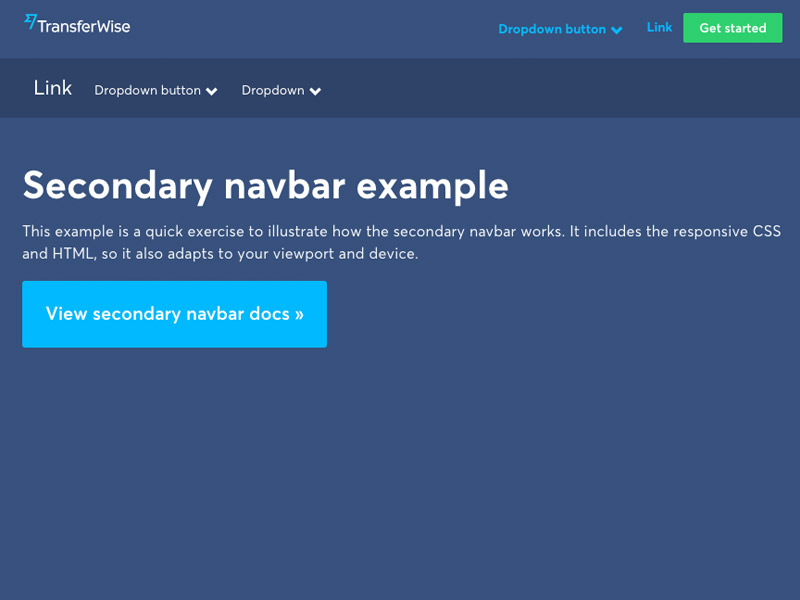 TransferWise
Dropdown button
Link
Get started
Link
Dropdown button
Dropdown
Secondary navbar example
This example is a quick exercise to illustrate how the secondary navbar works. It includes the responsive CSS
and HTML, so it also adapts to your viewport and device.
View secondary navbar docs »